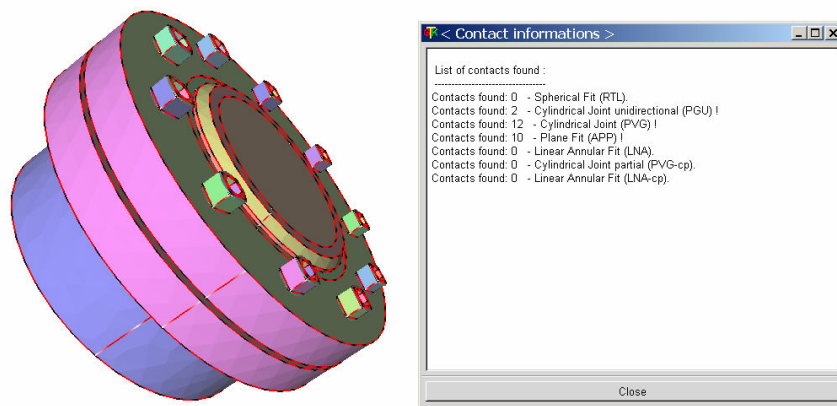 < Contact informations >
List of contacts found :
--------------------------------
Contacts found: 0 - Spherical Fit (RTL).
Contacts found: 2 - Cylindrical Joint unidirectional (PGU) !
Contacts found: 12 - Cylindrical Joint (PVG) !
Contacts found: 10 - Plane Fit (APP) !
Contacts found: 0 - Linear Annular Fit (LNA).
Contacts found: 0 - Cylindrical Joint partial (PVG-cp).
Contacts found: 0 - Linear Annular Fit (LNA-cp).
Close